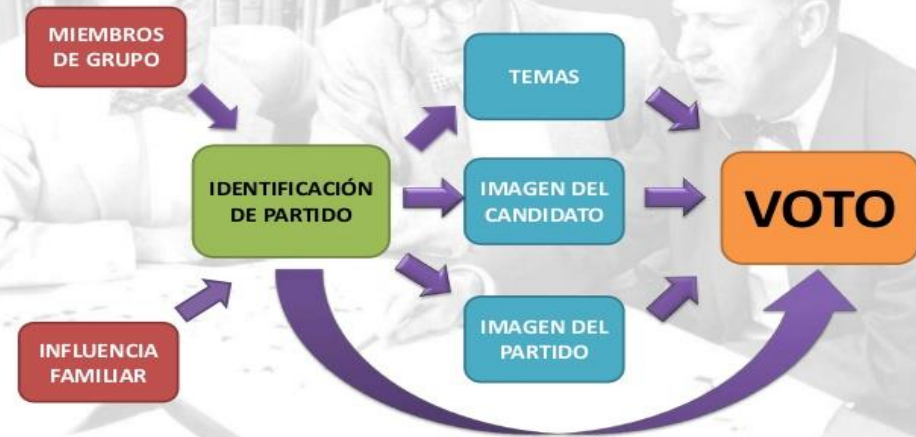 MIEMBROS
DE GRUPO
TEMAS
IDENTIFICACIÓN
DE PARTIDO
IMAGEN DEL
CANDIDATO
VOTO
IMAGEN DEL
PARTIDO
INFLUENCIA
FAMILIAR